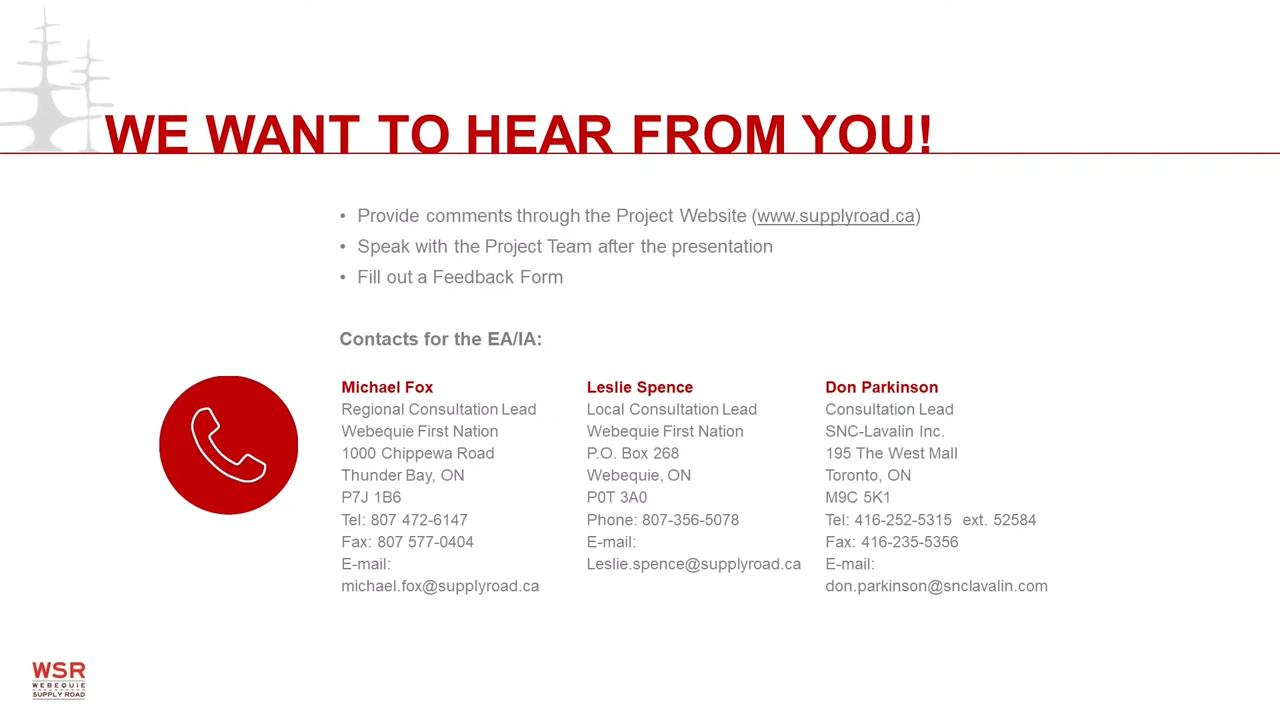 WE WANT TO HEAR FROM YOU!
• Provide comments through the Project Website (www.supplyroad.ca)
• Speak with the Project Team after the presentation
• Fill out a Feedback Form
Contacts for the EA/IA:
Michael Fox
Regional Consultation Lead
Webequie First Nation
1000 Chippewa Road
Thunder Bay, ON
P7J 1B6
Tel: 807 472-6147
Fax: 807 577-0404
E-mail:
michael.fox@supplyroad.ca
Leslie Spence
Local Consultation Lead
Webequie First Nation
P.O. Box 268
Webequie, ON
P0T 3A0
Phone: 807-356-5078
E-mail:
Leslie.spence@supplyroad.ca
Don Parkinson
Consultation Lead
SNC-Lavalin Inc.
195 The West Mall
Toronto, ON
M9C 5K1
Tel: 416-252-5315 ext. 52584
Fax: 416-235-5356
E-mail:
don.parkinson@snclavalin.com
WSR
WEBEQUIE
SUPPLY ROAD